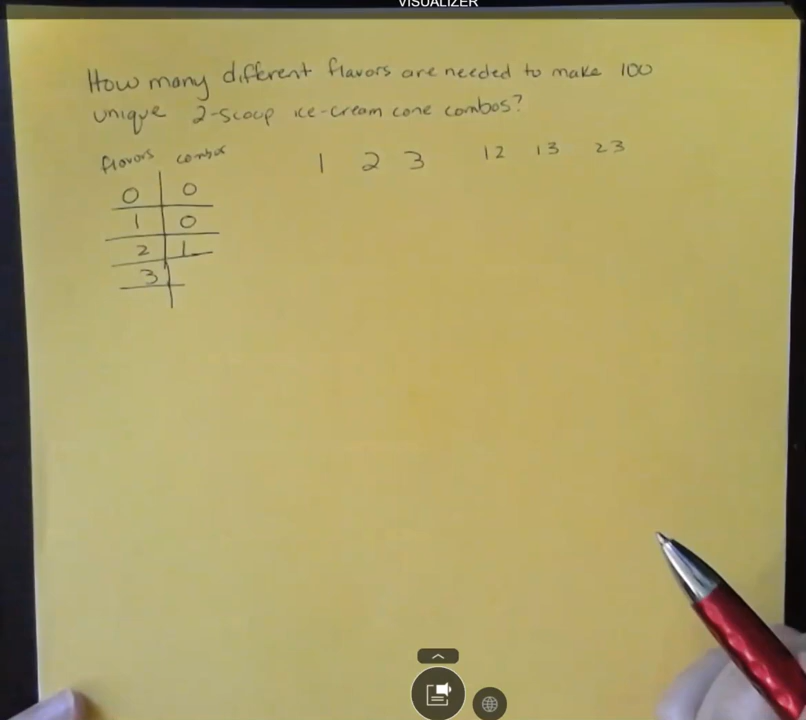 VISUALIZER
How many different flavors are needed to make 100
unique 2-scoop ice-cream cone combos?
flavors combos
1 2 3 12 13 23
0 0
1 0
2 1
3